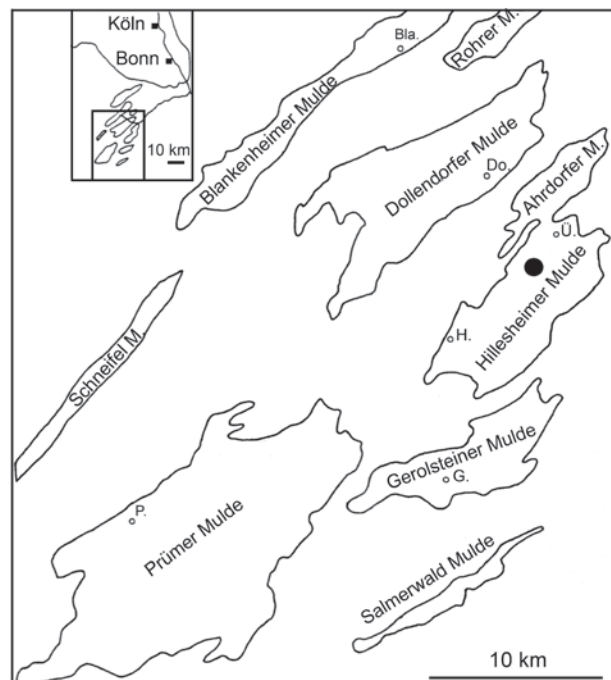 Köln
Bonn
10 km
Bla.
Rohrer M.
Blankenheimer Mulde
Dollendorfer Mulde
Do.
Ahrdorfer M.
Ü.
Hillesheimer Mulde
H.
Schneifel M.
Gerolsteiner Mulde
G.
P.
Prümer Mulde
Salmerwald Mulde
10 km